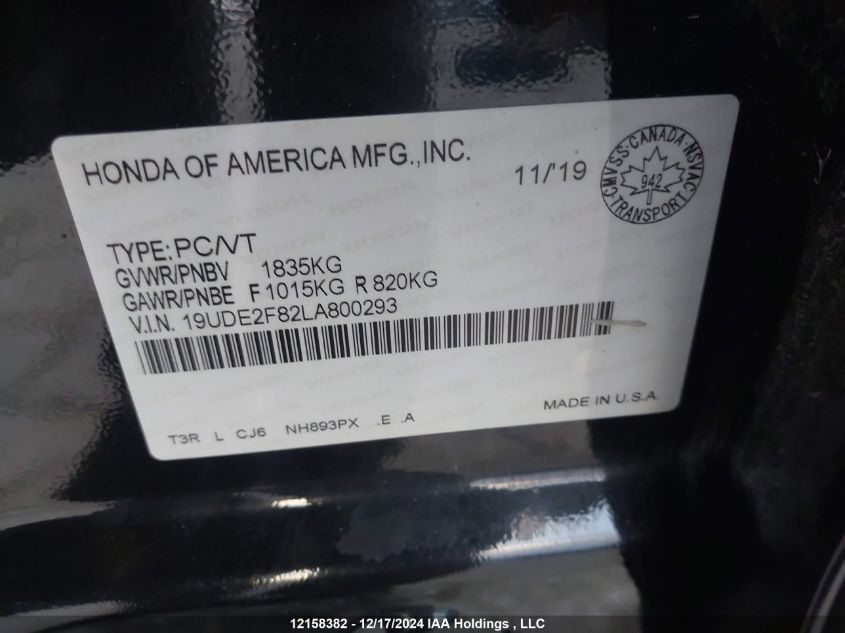 HONDA OF AMERICA MFG.,INC.
11/'19
CMVSS·CANADA·NSVAC
942
TRANSPORT
TYPE:PC/VT
GVWR/PNBV 1835KG
GAWR/PNBE F 1015KG R 820KG
V.I.N. 19UDE2F82LA800293
T3R L CJ6 NH893PX .E .A
MADE IN U.S.A.
12158382 - 12/17/2024 IAA Holdings , LLC